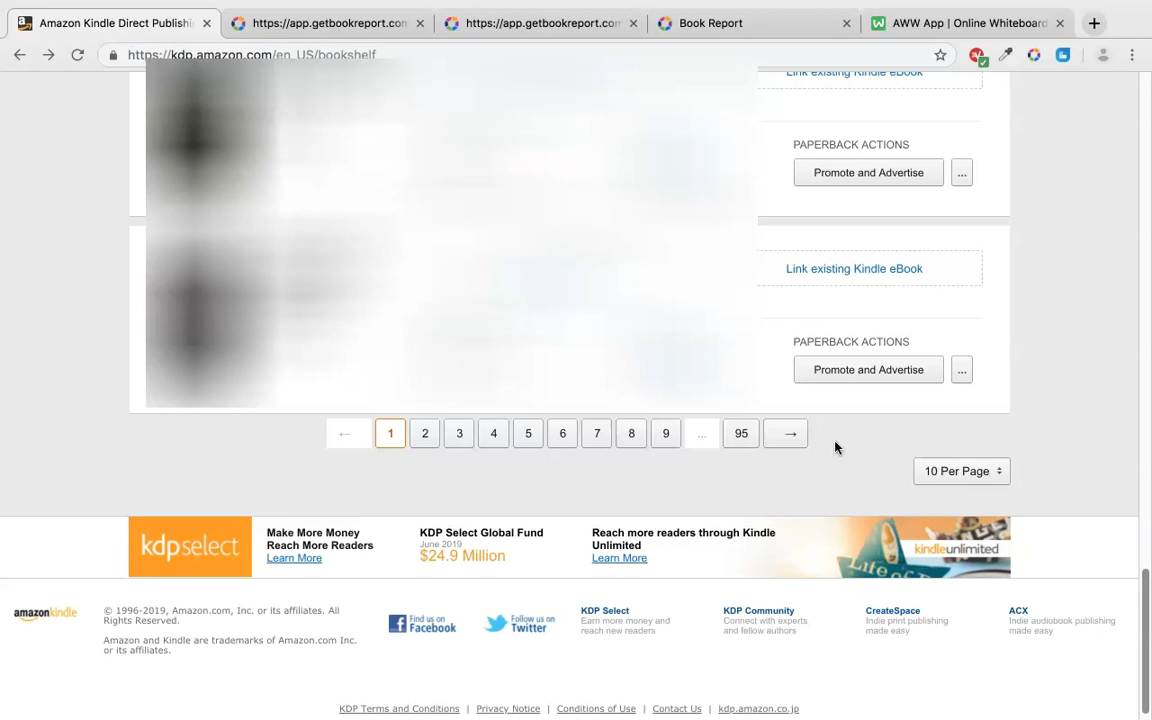 Amazon Kindle Direct Publishi
https://app.getbookreport.com
https://app.getbookreport.com
Book Report
AWW App | Online Whiteboard
https://kdp.amazon.com/en_US/bookshelf
Link existing Kindle eBook
PAPERBACK ACTIONS
Promote and Advertise
...
Link existing Kindle eBook
PAPERBACK ACTIONS
Promote and Advertise
...
← 1 2 3 4 5 6 7 8 9 ... 95 →
10 Per Page
kdpselect
Make More Money
Reach More Readers
Learn More
KDP Select Global Fund
June 2019
$24.9 Million
Reach more readers through Kindle
Unlimited
Learn More
kindleunlimited
amazonkindle
© 1996-2019, Amazon.com, Inc. or its affiliates. All
Rights Reserved.
Amazon and Kindle are trademarks of Amazon.com Inc.
or its affiliates.
Find us on
Facebook
Follow us on
Twitter
KDP Select
Earn more money and
reach new readers
KDP Community
Connect with experts
and fellow authors
CreateSpace
Indie print publishing
made easy
ACX
Indie audiobook publishing
made easy
KDP Terms and Conditions | Privacy Notice | Conditions of Use | Contact Us | kdp.amazon.co.jp